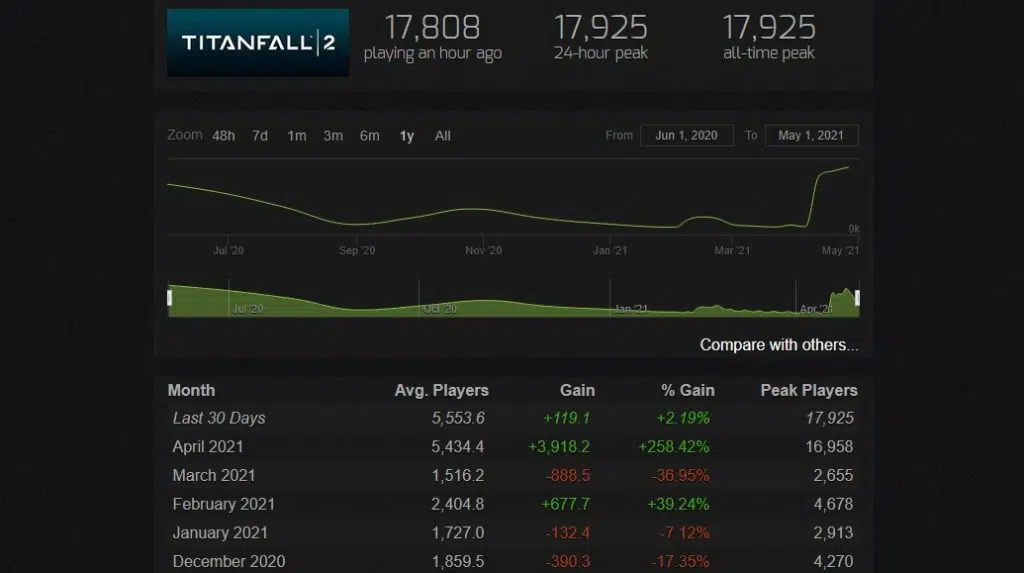 TITANFALL 2
17,808 17,925 17,925
playing an hour ago 24-hour peak all-time peak
Zoom 48h 7d 1m 3m 6m 1y All From Jun 1, 2020 To May 1, 2021
0k
Jul '20 Sep '20 Nov '20 Jan '21 Mar '21 May '21
Jul '20 Oct '20 Jan '21 Apr '21
Compare with others...
Month Avg. Players Gain % Gain Peak Players
Last 30 Days 5,553.6 +119.1 +2.19% 17,925
April 2021 5,434.4 +3,918.2 +258.42% 16,958
March 2021 1,516.2 -888.5 -36.95% 2,655
February 2021 2,404.8 +677.7 +39.24% 4,678
January 2021 1,727.0 -132.4 -7.12% 2,913
December 2020 1,859.5 -390.3 -17.35% 4,270